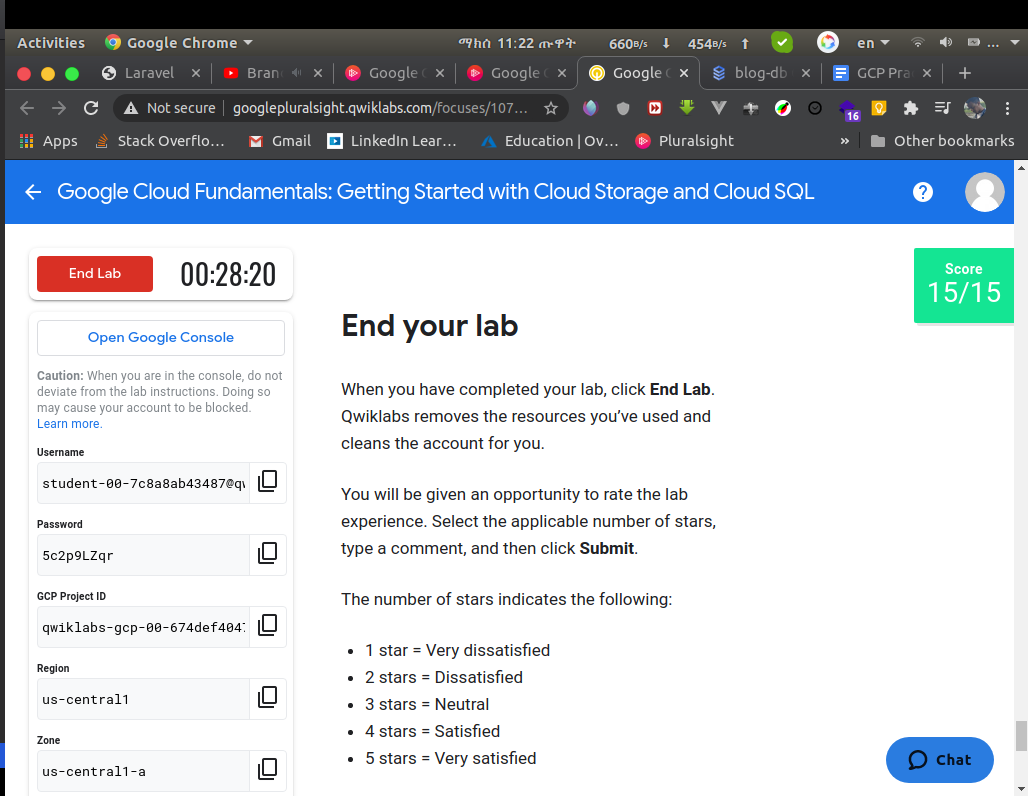 Activities
Google Chrome
ማክሰ 11:22 ጡዋት
660B/s
454B/s
en
...
Laravel
Bran
Google C
Google C
Google C
blog-db
GCP Pra
Not secure
googlepluralsight.qwiklabs.com/focuses/107...
16
Apps
Stack Overflo...
Gmail
LinkedIn Lear...
Education | Ov...
Pluralsight
»
Other bookmarks
Google Cloud Fundamentals: Getting Started with Cloud Storage and Cloud SQL
End Lab
00:28:20
Score
15/15
Open Google Console
Caution: When you are in the console, do not
deviate from the lab instructions. Doing so
may cause your account to be blocked.
Learn more.
Username
student-00-7c8a8ab43487@qw
Password
5c2p9LZqr
GCP Project ID
qwiklabs-gcp-00-674def4047
Region
us-central1
Zone
us-central1-a
End your lab
When you have completed your lab, click End Lab.
Qwiklabs removes the resources you’ve used and
cleans the account for you.
You will be given an opportunity to rate the lab
experience. Select the applicable number of stars,
type a comment, and then click Submit.
The number of stars indicates the following:
• 1 star = Very dissatisfied
• 2 stars = Dissatisfied
• 3 stars = Neutral
• 4 stars = Satisfied
• 5 stars = Very satisfied
Chat